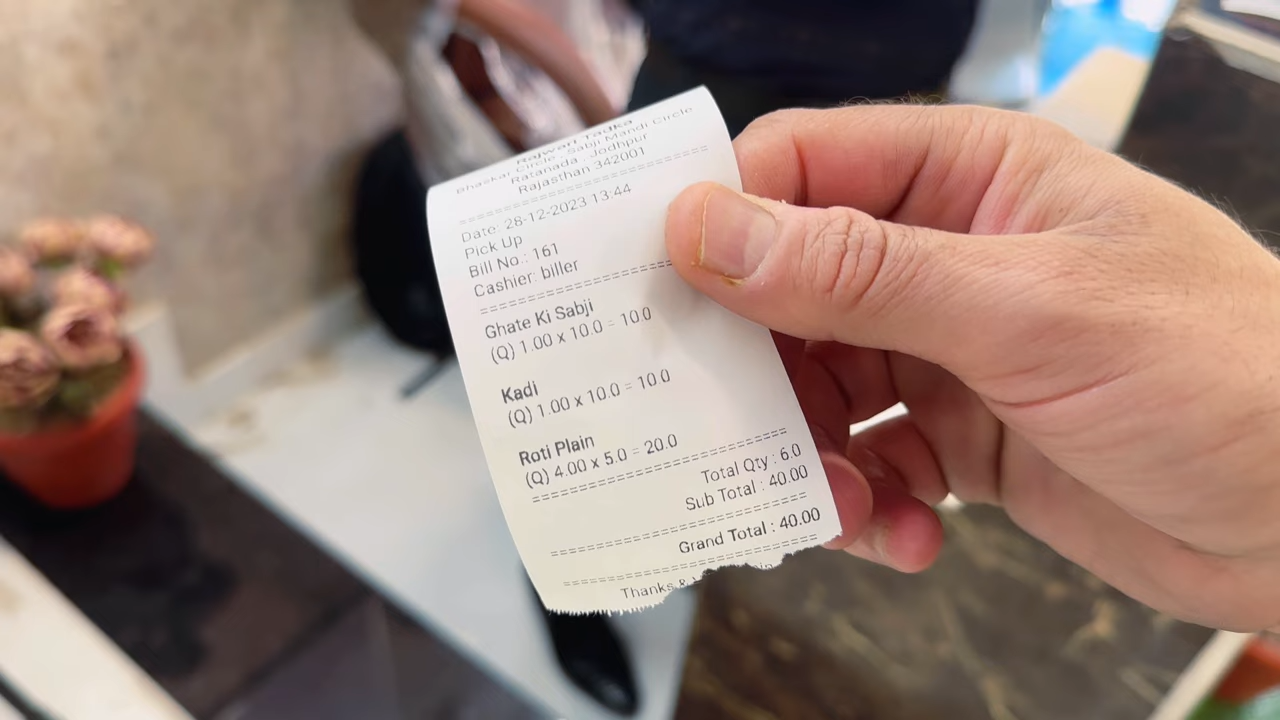 Rajwari Tadka
Bhaskar Circle , Sabji Mandi Circle
Ratanada , Jodhpur
Rajasthan 342001
Date: 28-12-2023 13:44
Pick Up
Bill No.: 161
Cashier: biller
Ghate Ki Sabji
(Q) 1.00 x 10.0 = 10.0
Kadi
(Q) 1.00 x 10.0 = 10.0
Roti Plain
(Q) 4.00 x 5.0 = 20.0
Total Qty : 6.0
Sub Total : 40.00
Grand Total : 40.00
Thanks &